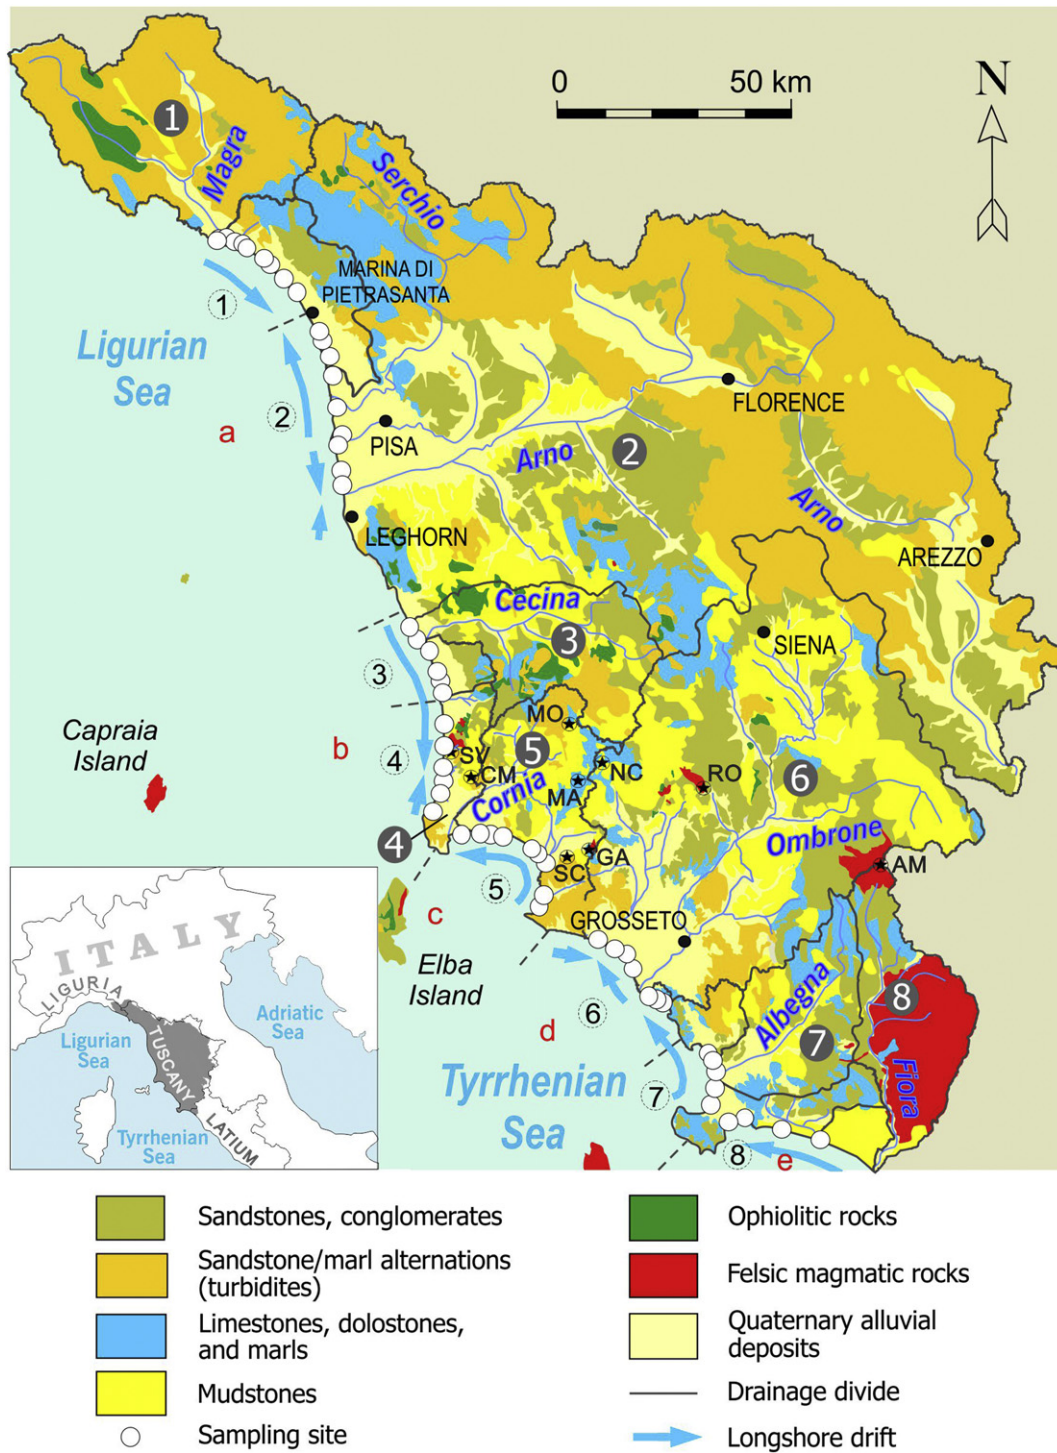 0 50 km
N
1
Magra
Serchio
MARINA DI
PIETRASANTA
1
Ligurian
Sea
2
a
FLORENCE
PISA
Arno
2
Arno
LEGHORN
AREZZO
Cecina
3
SIENA
3
Capraia
Island
b
4
MO
5
SV
CM
Cornia
NC
MA
RO
6
Ombrone
4
GA
SC
AM
5
c
GROSSETO
Elba
Island
6
d
Albegna
8
7
Fiora
Tyrrhenian
Sea
7
8
e
ITALY
LIGURIA
Ligurian
Sea
Adriatic
Sea
TUSCANY
LATIUM
Tyrrhenian
Sea
Sandstones, conglomerates
Sandstone/marl alternations
(turbidites)
Limestones, dolostones,
and marls
Mudstones
Sampling site
Ophiolitic rocks
Felsic magmatic rocks
Quaternary alluvial
deposits
Drainage divide
Longshore drift